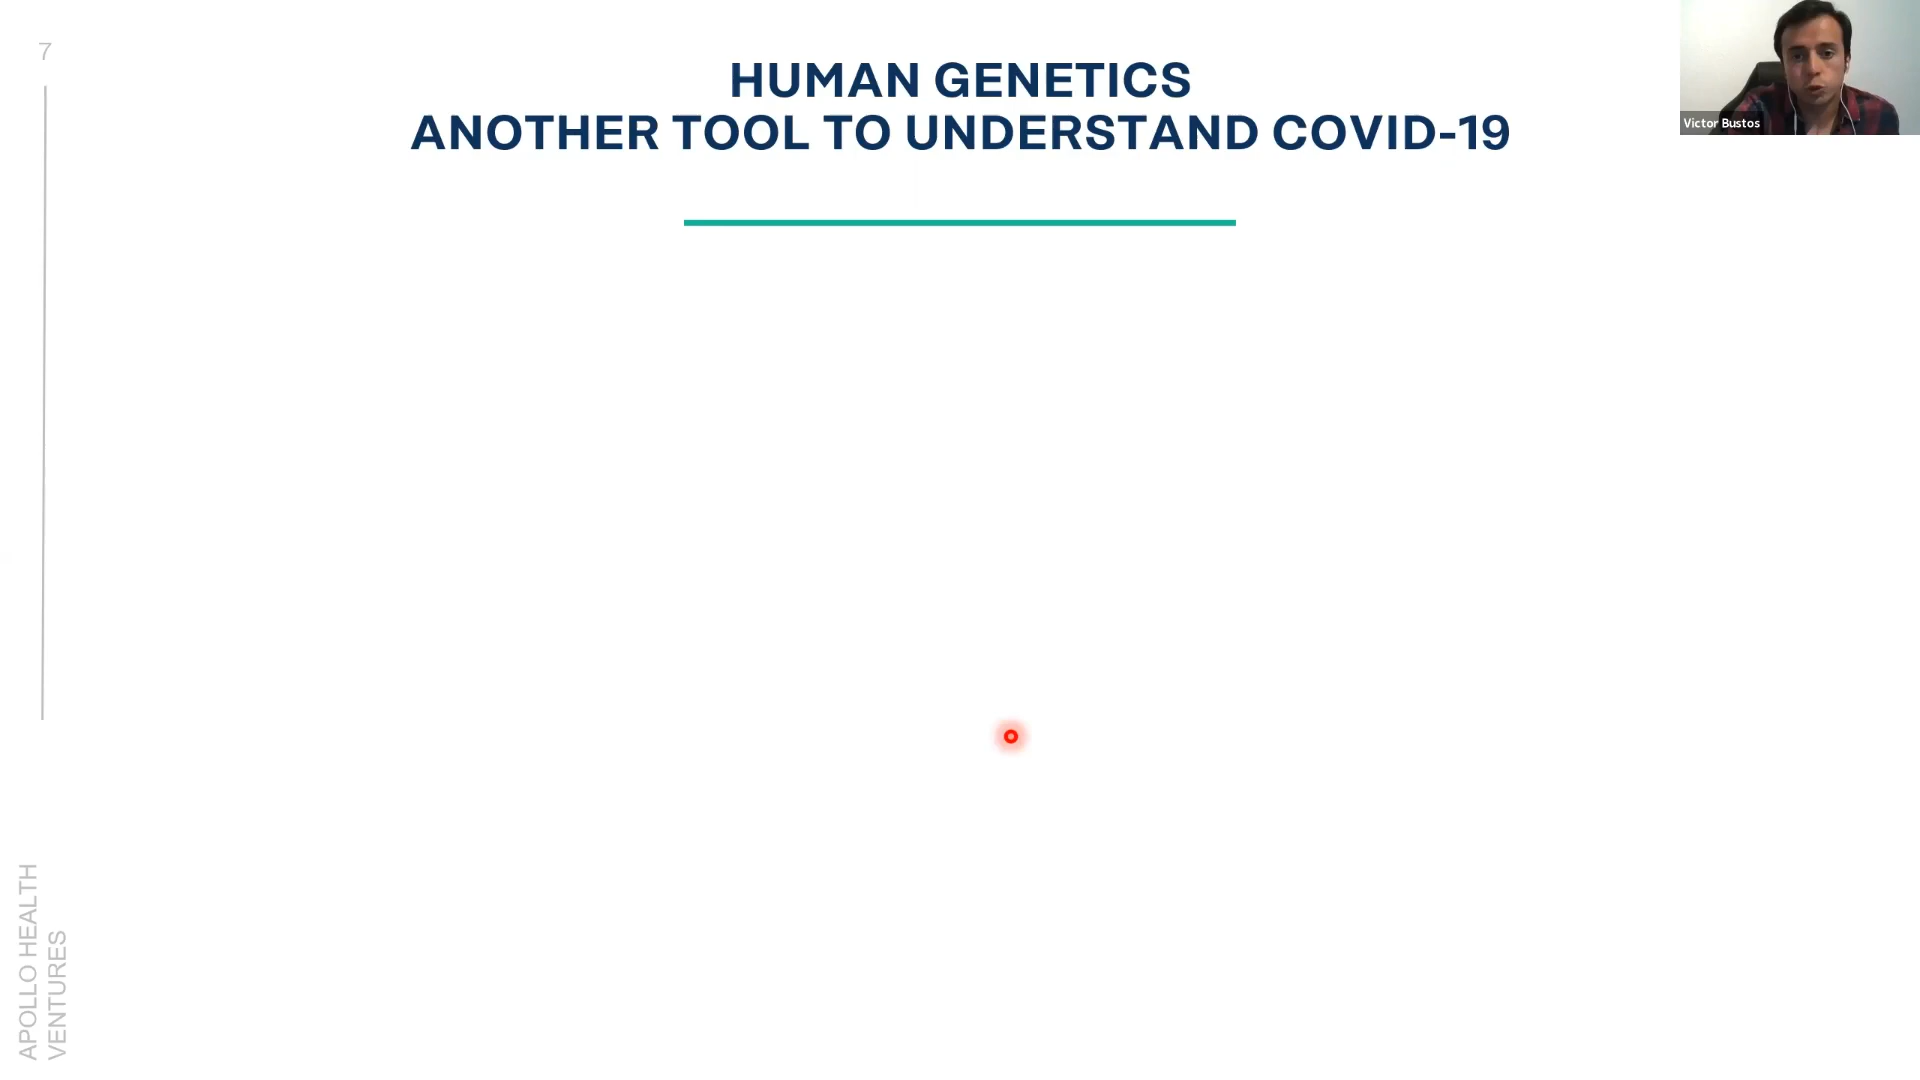 7
HUMAN GENETICS
ANOTHER TOOL TO UNDERSTAND COVID-19
Victor Bustos
APOLLO HEALTH
VENTURES